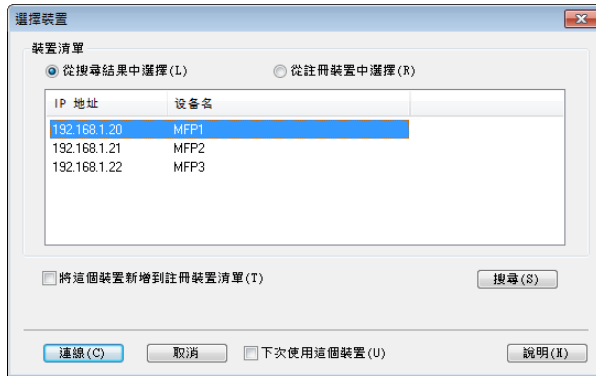 選擇裝置
裝置清單
從搜尋結果中選擇(L) 從註冊裝置中選擇(R)
IP 地址 设备名
192.168.1.20 MFP1
192.168.1.21 MFP2
192.168.1.22 MFP3
將這個裝置新增到註冊裝置清單(T) 搜尋(S)
連線(C) 取消 下次使用這個裝置(U) 說明(H)